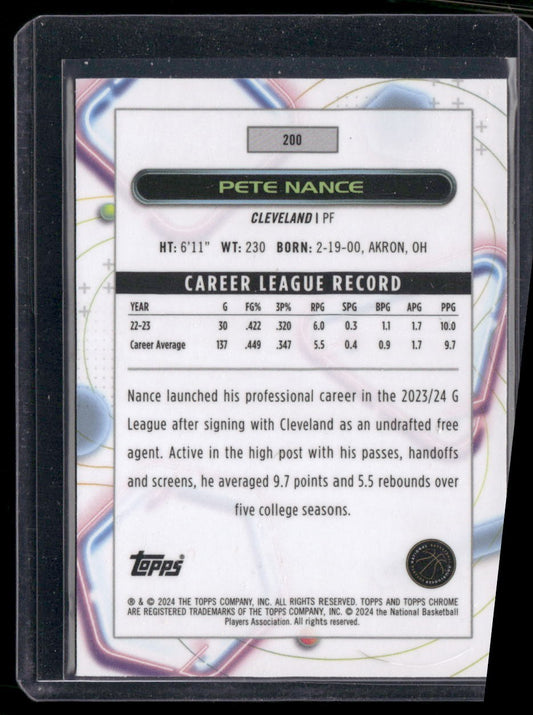 200
PETE NANCE
CLEVELAND | PF
HT: 6'11" WT: 230 BORN: 2-19-00, AKRON, OH
CAREER LEAGUE RECORD
YEAR G FG% 3P% RPG SPG BPG APG PPG
22-23 30 .422 .320 6.0 0.3 1.1 1.7 10.0
Career Average 137 .449 .347 5.5 0.4 0.9 1.7 9.7
Nance launched his professional career in the 2023/24 G
League after signing with Cleveland as an undrafted free
agent. Active in the high post with his passes, handoffs
and screens, he averaged 9.7 points and 5.5 rebounds over
five college seasons.
Topps®
® & © 2024 THE TOPPS COMPANY, INC. ALL RIGHTS RESERVED. TOPPS AND TOPPS CHROME
ARE REGISTERED TRADEMARKS OF THE TOPPS COMPANY, INC. © 2024 the National Basketball
Players Association. All rights reserved.